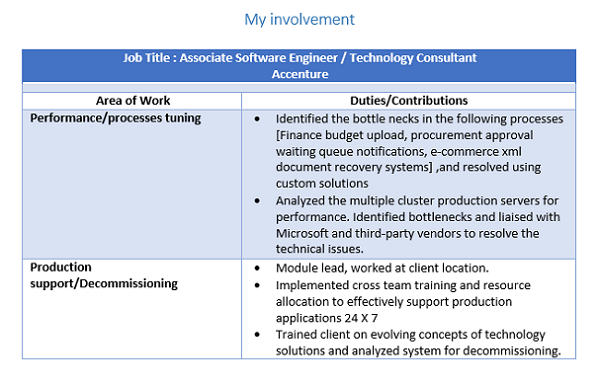 My involvement
Job Title : Associate Software Engineer / Technology Consultant
Accenture
Area of Work
Duties/Contributions
Performance/processes tuning
• Identified the bottle necks in the following processes
[Finance budget upload, procurement approval
waiting queue notifications, e-commerce xml
document recovery systems] ,and resolved using
custom solutions
• Analyzed the multiple cluster production servers for
performance. Identified bottlenecks and liaised with
Microsoft and third-party vendors to resolve the
technical issues.
Production
support/Decommissioning
• Module lead, worked at client location.
• Implemented cross team training and resource
allocation to effectively support production
applications 24 X 7
• Trained client on evolving concepts of technology
solutions and analyzed system for decommissioning.